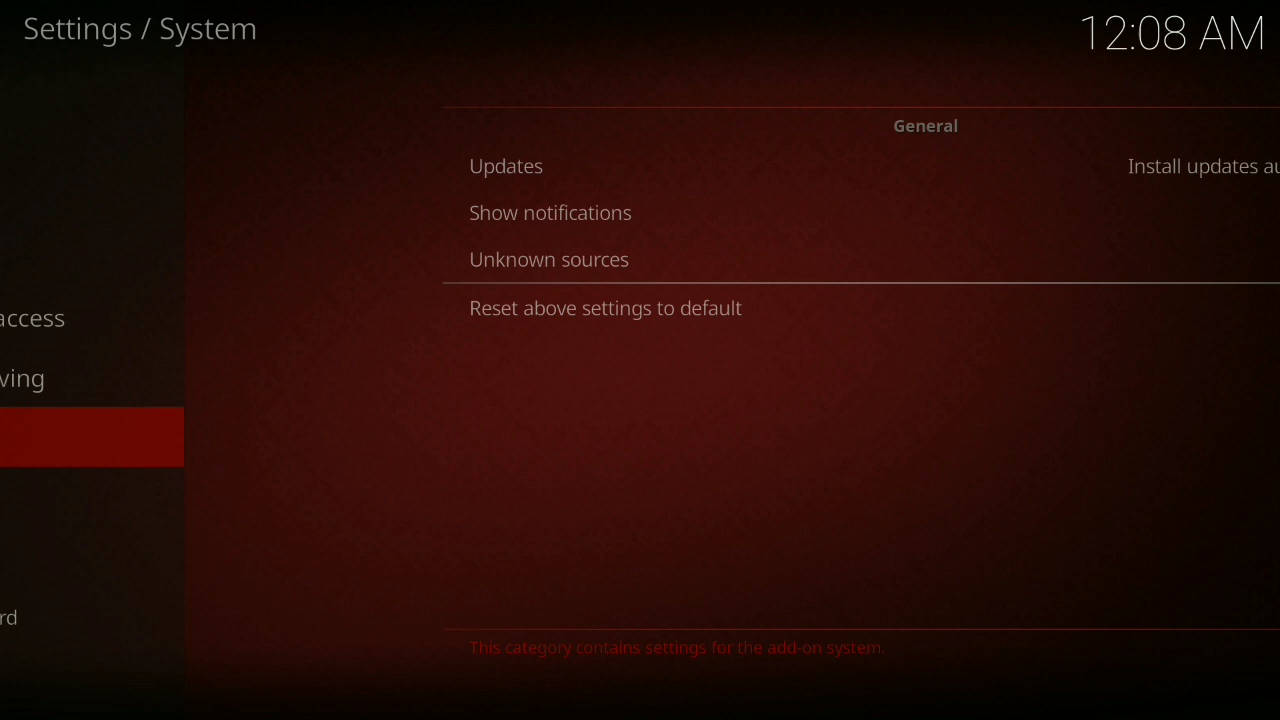 Settings / System
12:08 AM
General
Updates
Install updates au
Show notifications
Unknown sources
Reset above settings to default
access
ving
rd
This category contains settings for the add-on system.